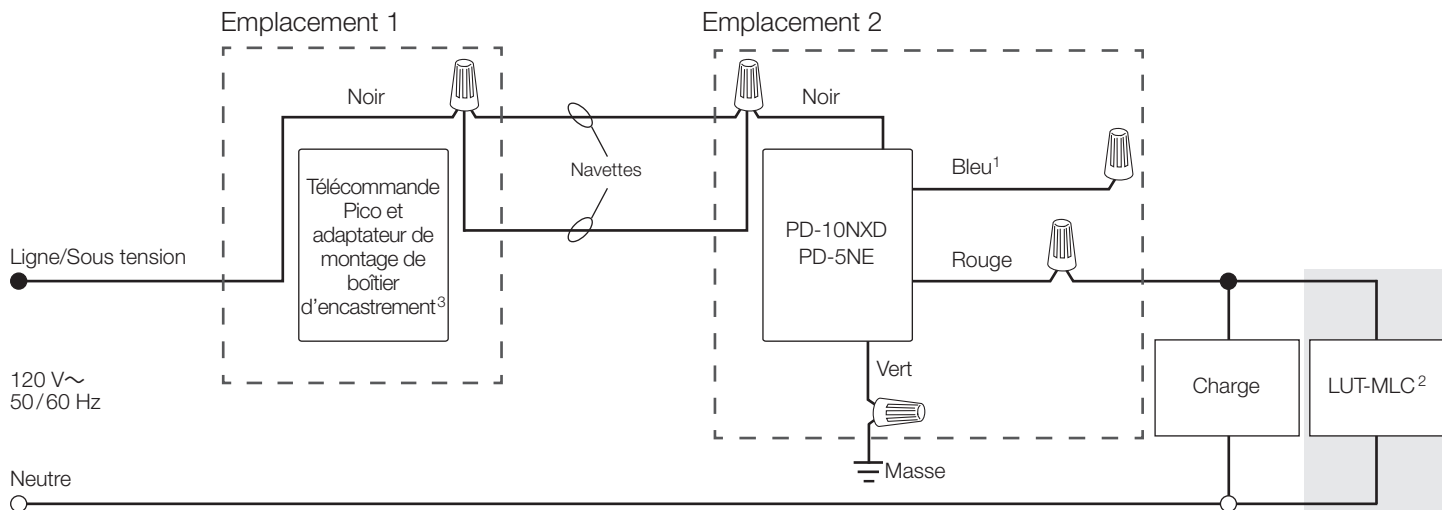 Emplacement 1
Emplacement 2
Noir
Noir
Navettes
Bleu¹
Télécommande
Pico et
adaptateur de
montage de
boîtier
d'encastrement³
PD-10NXD
PD-5NE
Ligne/Sous tension
Rouge
120 V~
50/60 Hz
Vert
Charge
LUT-MLC²
Masse
Neutre